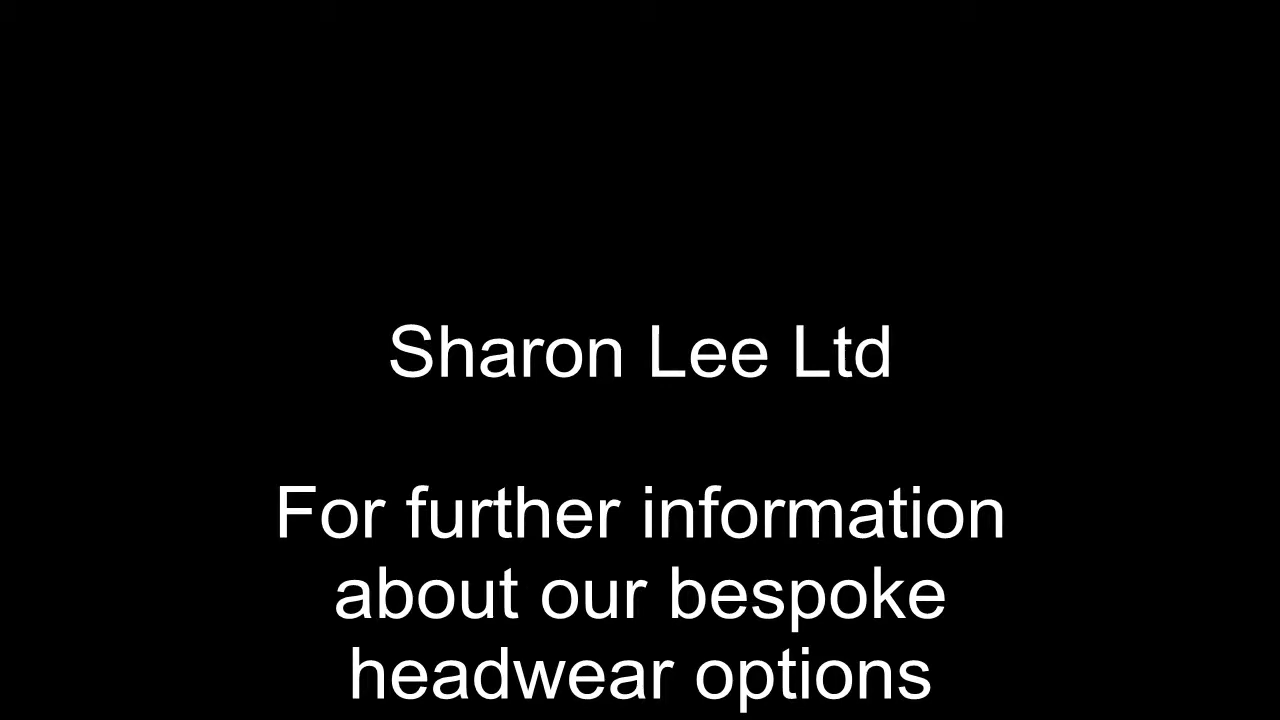 Sharon Lee Ltd
For further information
about our bespoke
headwear options